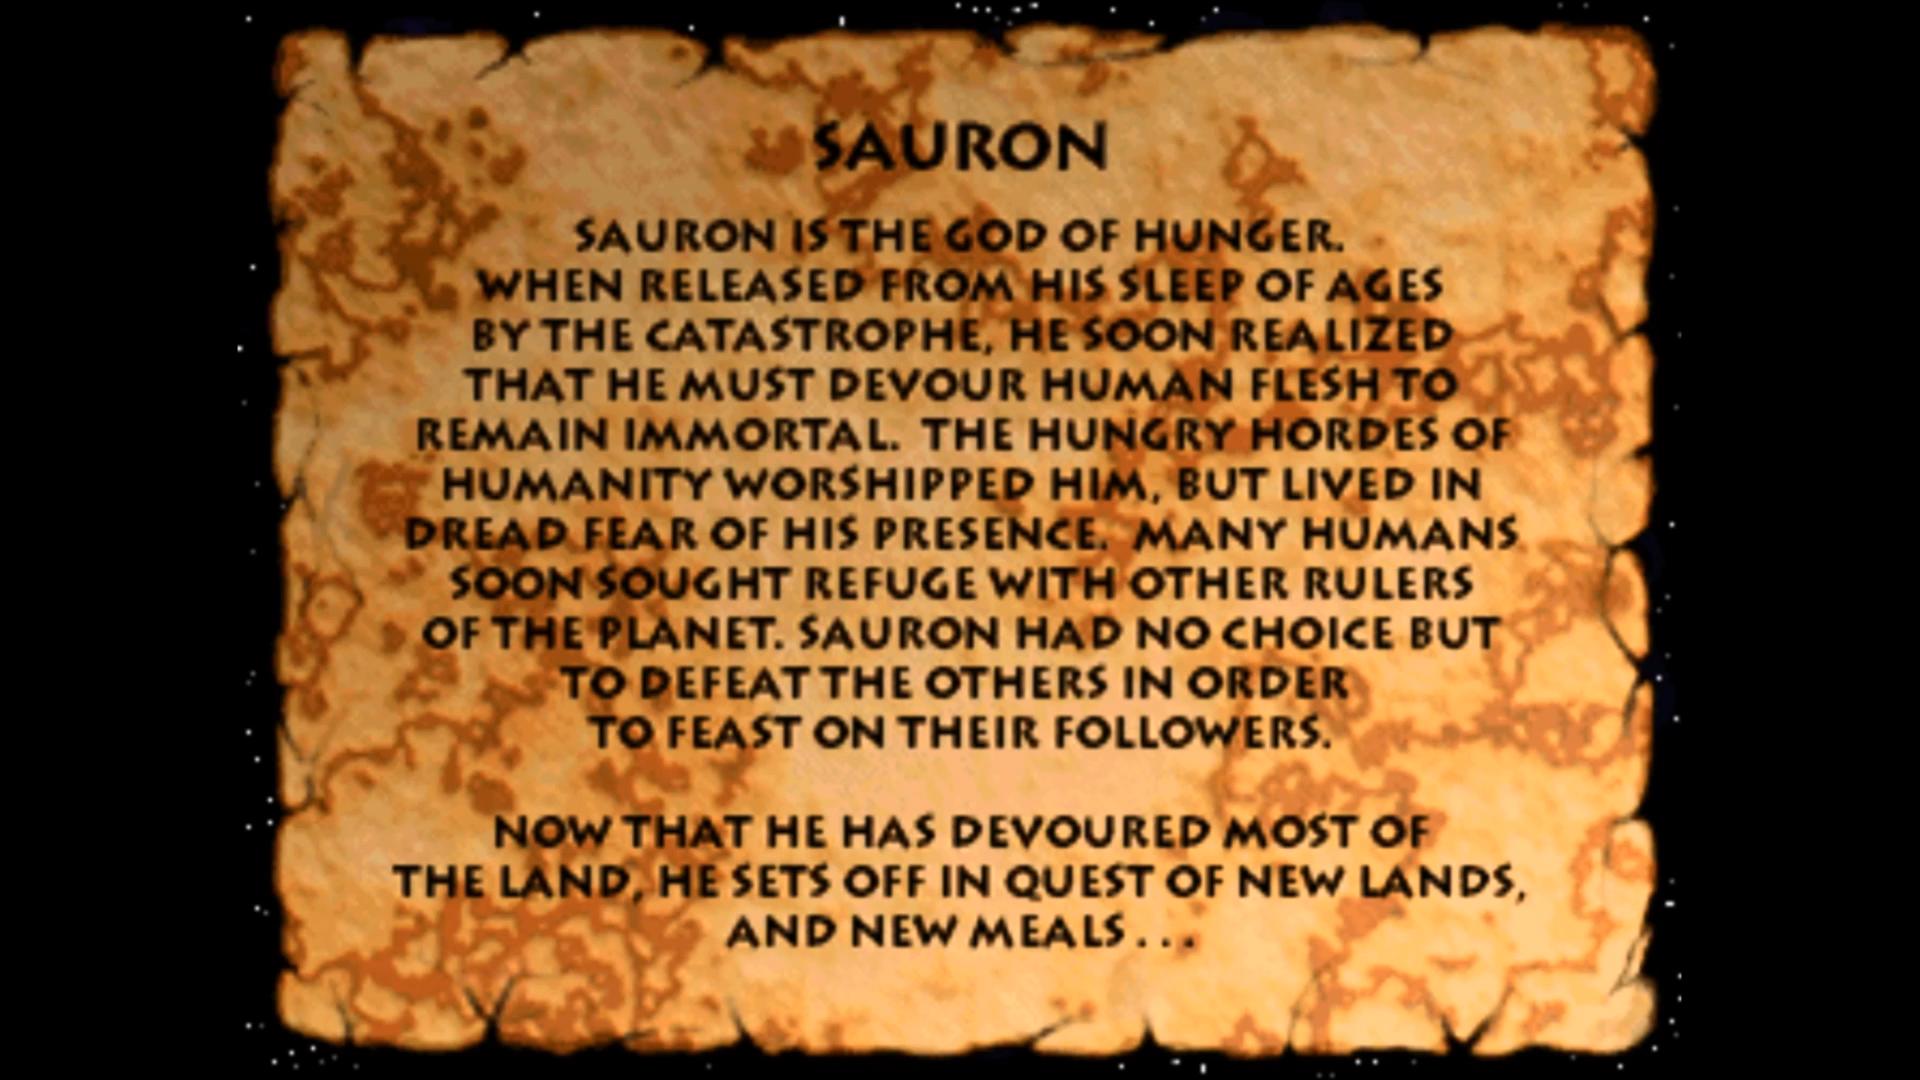 SAURON
SAURON IS THE GOD OF HUNGER.
WHEN RELEASED FROM HIS SLEEP OF AGES
BY THE CATASTROPHE, HE SOON REALIZED
THAT HE MUST DEVOUR HUMAN FLESH TO
REMAIN IMMORTAL. THE HUNGRY HORDES OF
HUMANITY WORSHIPPED HIM, BUT LIVED IN
DREAD FEAR OF HIS PRESENCE. MANY HUMANS
SOON SOUGHT REFUGE WITH OTHER RULERS
OF THE PLANET. SAURON HAD NO CHOICE BUT
TO DEFEAT THE OTHERS IN ORDER
TO FEAST ON THEIR FOLLOWERS.
NOW THAT HE HAS DEVOURED MOST OF
THE LAND, HE SETS OFF IN QUEST OF NEW LANDS,
AND NEW MEALS . . .